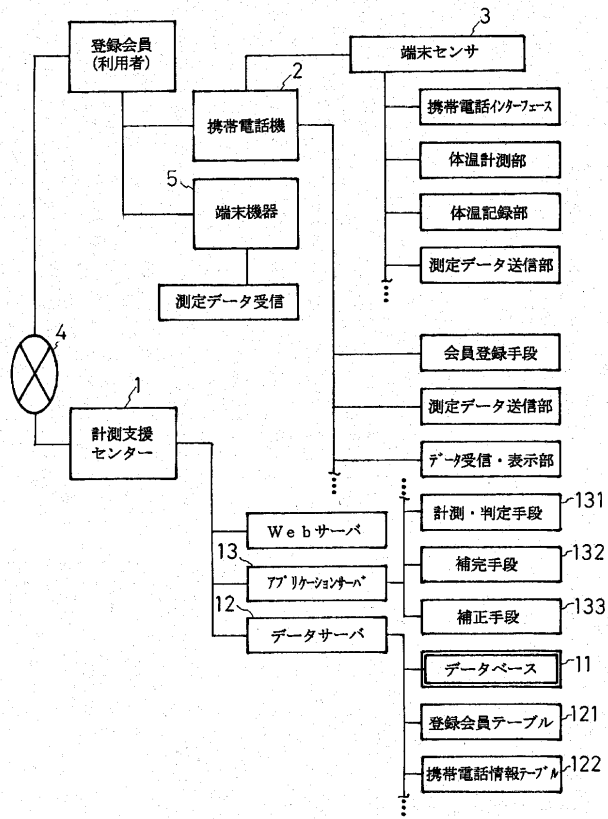 登録会員
(利用者)
3
端末センサ
2
携帯電話機
携帯電話インターフェース
体温計測部
5
端末機器
体温記録部
測定データ送信部
測定データ受信
4
会員登録手段
1
計測支援
センター
測定データ送信部
データ受信・表示部
計測・判定手段
131
Webサーバ
13
アプリケーションサーバ
補完手段
132
12
データサーバ
補正手段
133
データベース
11
登録会員テーブル
121
携帯電話情報テーブル
122